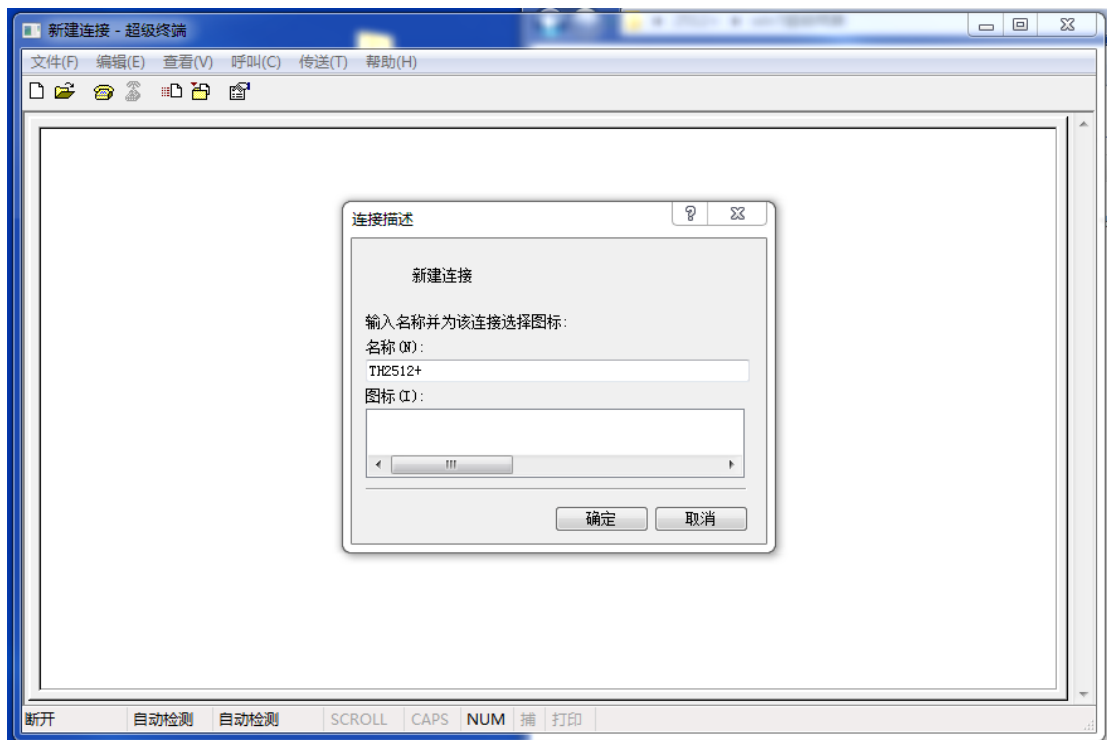 新建连接 - 超级终端
文件(F) 编辑(E) 查看(V) 呼叫(C) 传送(T) 帮助(H)
连接描述
新建连接
输入名称并为该连接选择图标:
名称(N):
TH2512+
图标(I):
确定 取消
断开 自动检测 自动检测 SCROLL CAPS NUM 捕 打印